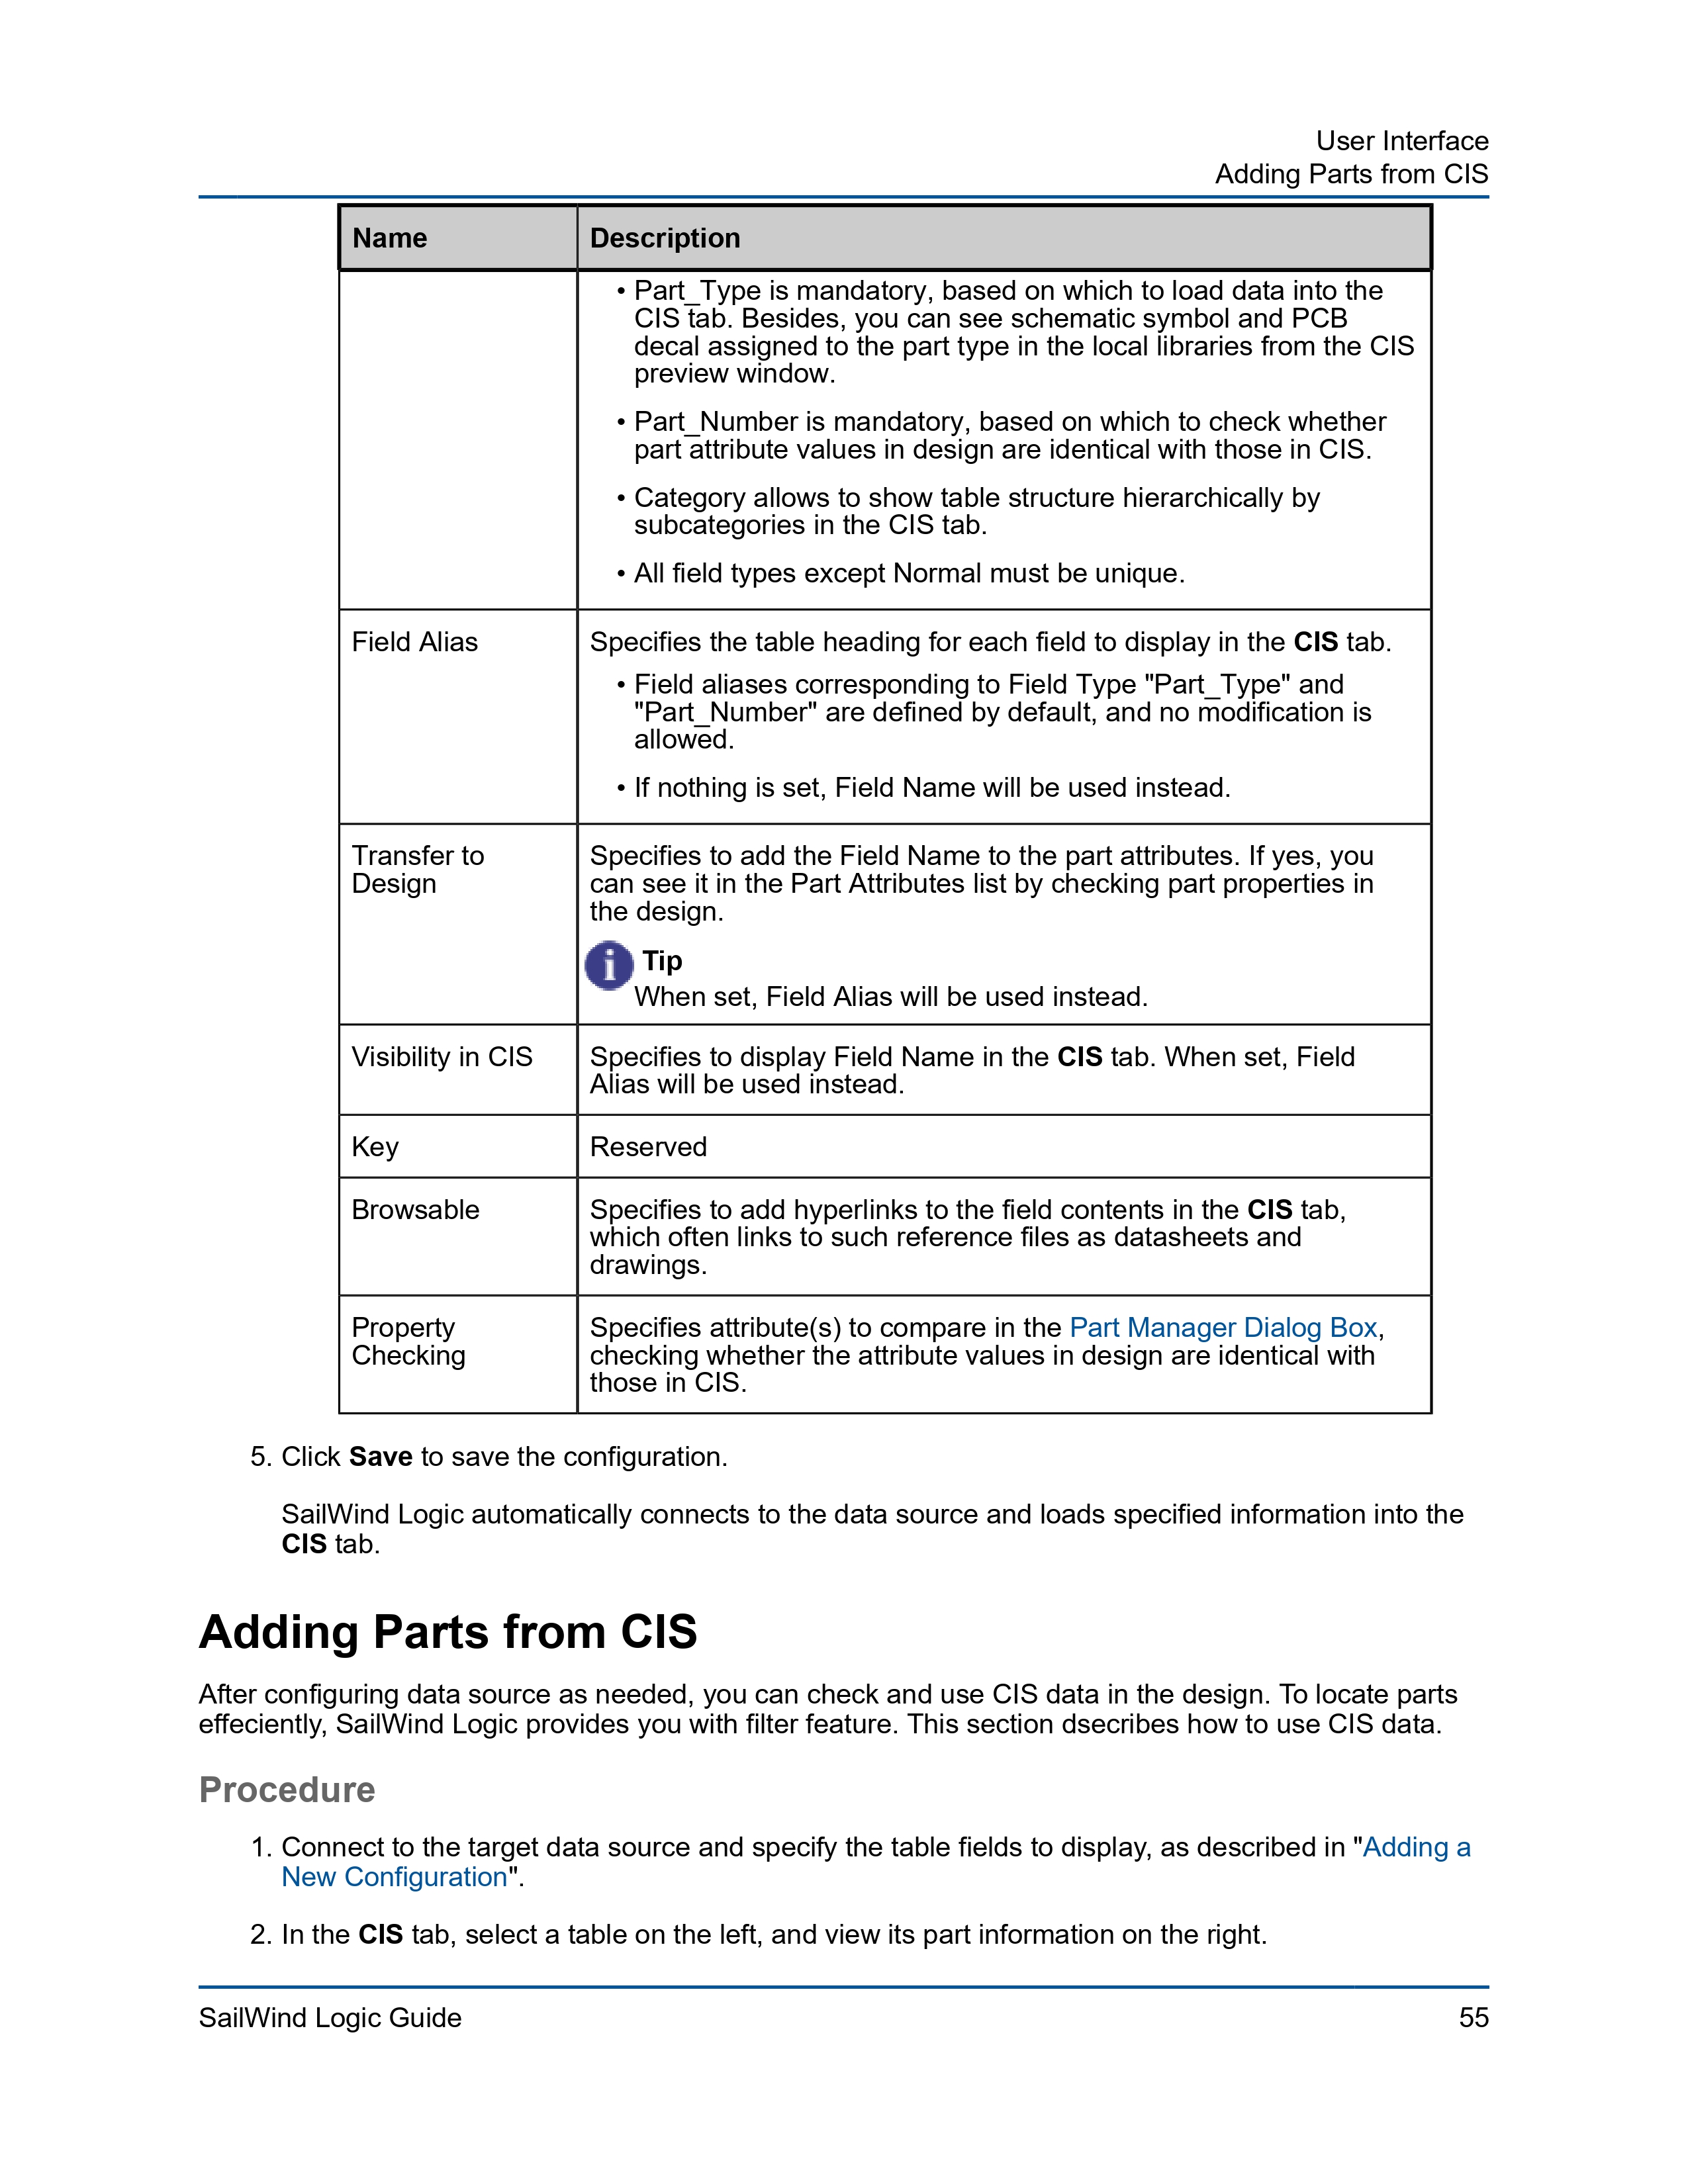 User Interface
Adding Parts from CIS
Name
Description
• Part_Type is mandatory, based on which to load data into the
CIS tab. Besides, you can see schematic symbol and PCB
decal assigned to the part type in the local libraries from the CIS
preview window.
• Part_Number is mandatory, based on which to check whether
part attribute values in design are identical with those in CIS.
• Category allows to show table structure hierarchically by
subcategories in the CIS tab.
• All field types except Normal must be unique.
Field Alias
Specifies the table heading for each field to display in the CIS tab.
• Field aliases corresponding to Field Type "Part_Type" and
"Part_Number" are defined by default, and no modification is
allowed.
• If nothing is set, Field Name will be used instead.
Transfer to
Design
Specifies to add the Field Name to the part attributes. If yes, you
can see it in the Part Attributes list by checking part properties in
the design.
i Tip
When set, Field Alias will be used instead.
Visibility in CIS
Specifies to display Field Name in the CIS tab. When set, Field
Alias will be used instead.
Key
Reserved
Browsable
Specifies to add hyperlinks to the field contents in the CIS tab,
which often links to such reference files as datasheets and
drawings.
Property
Checking
Specifies attribute(s) to compare in the Part Manager Dialog Box,
checking whether the attribute values in design are identical with
those in CIS.
5. Click Save to save the configuration.
SailWind Logic automatically connects to the data source and loads specified information into the
CIS tab.
Adding Parts from CIS
After configuring data source as needed, you can check and use CIS data in the design. To locate parts
effeciently, SailWind Logic provides you with filter feature. This section dsecribes how to use CIS data.
Procedure
1. Connect to the target data source and specify the table fields to display, as described in "Adding a
New Configuration".
2. In the CIS tab, select a table on the left, and view its part information on the right.
SailWind Logic Guide
55